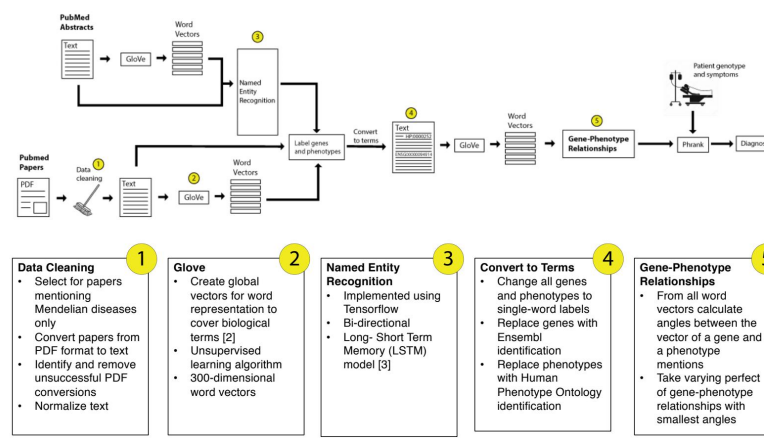 PubMed
Abstracts
Text
GloVe
Word
Vectors
3
Named
Entity
Recognition
Pubmed
Papers
PDF
1
Data
cleaning
Text
2
GloVe
Word
Vectors
Label genes
and phenotypes
Convert
to terms
4
Text
HP:0000252
GloVe
Word
Vectors
5
Gene-Phenotype
Relationships
Patient genotype
and symptoms
Phrank
1
Data Cleaning
• Select for papers
mentioning
Mendelian diseases
only
• Convert papers from
PDF format to text
• Identify and remove
unsuccessful PDF
conversions
• Normalize text
2
Glove
• Create global
vectors for word
representation to
cover biological
terms [2]
• Unsupervised
learning algorithm
• 300-dimensional
word vectors
3
Named Entity
Recognition
• Implemented using
Tensorflow
• Bi-directional
• Long- Short Term
Memory (LSTM)
model [3]
4
Convert to Terms
• Change all genes
and phenotypes to
single-word labels
• Replace genes with
Ensembl
identification
• Replace phenotypes
with Human
Phenotype Ontology
identification
5
Gene-Phenotype
Relationships
• From all word
vectors calculate
angles between the
vector of a gene and
a phenotype
mentions
• Take varying perfect
of gene-phenotype
relationships with
smallest angles